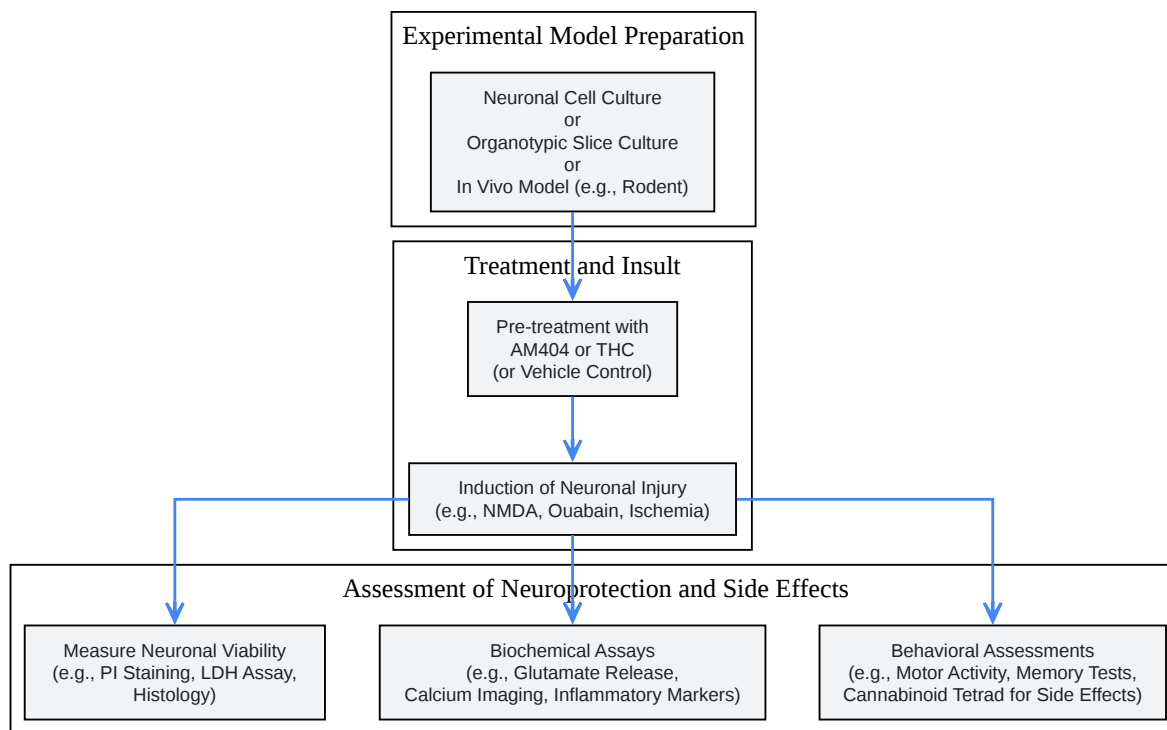 Experimental Model Preparation
Neuronal Cell Culture
or
Organotypic Slice Culture
or
In Vivo Model (e.g., Rodent)
Treatment and Insult
Pre-treatment with
AM404 or THC
(or Vehicle Control)
Induction of Neuronal Injury
(e.g., NMDA, Ouabain, Ischemia)
Assessment of Neuroprotection and Side Effects
Measure Neuronal Viability
(e.g., PI Staining, LDH Assay,
Histology)
Biochemical Assays
(e.g., Glutamate Release,
Calcium Imaging, Inflammatory Markers)
Behavioral Assessments
(e.g., Motor Activity, Memory Tests,
Cannabinoid Tetrad for Side Effects)